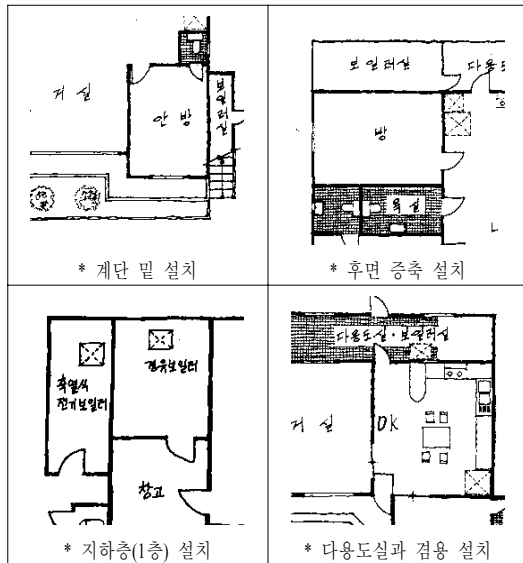 거실
안방
보일러실
* 계단 밑 설치
보일러실
다용도
방
욕실
* 후면 증축 설치
축열식
전기보일러
경유보일러
창고
* 지하층(1층) 설치
다용도실·보일러실
거실
DK
* 다용도실과 겸용 설치